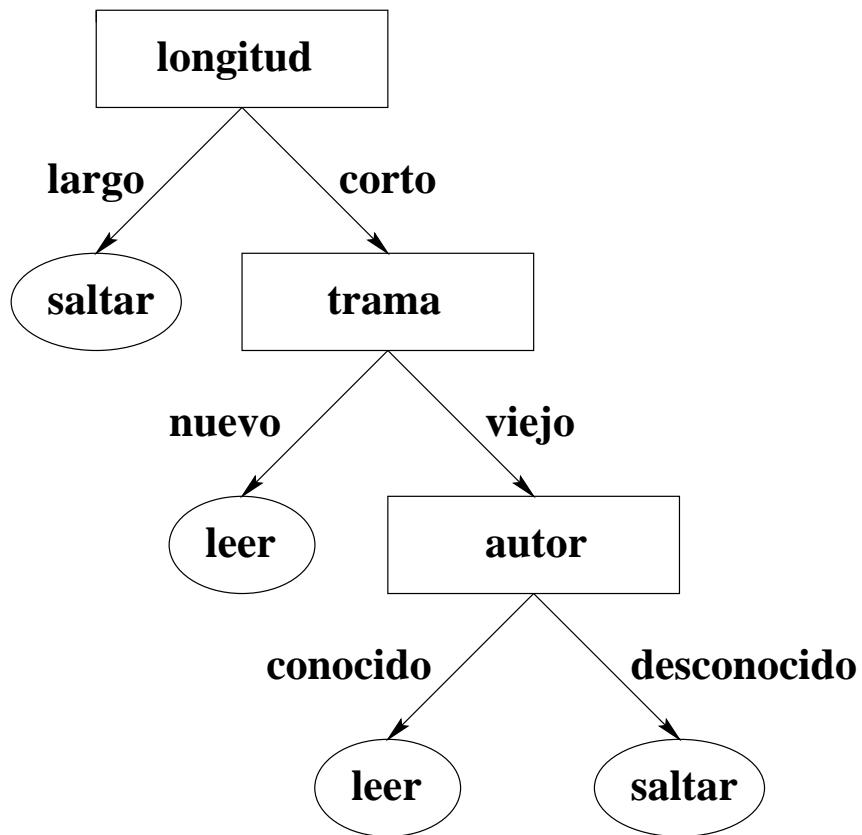 longitud
largo
corto
saltar
trama
nuevo
viejo
leer
autor
conocido
desconocido
leer
saltar